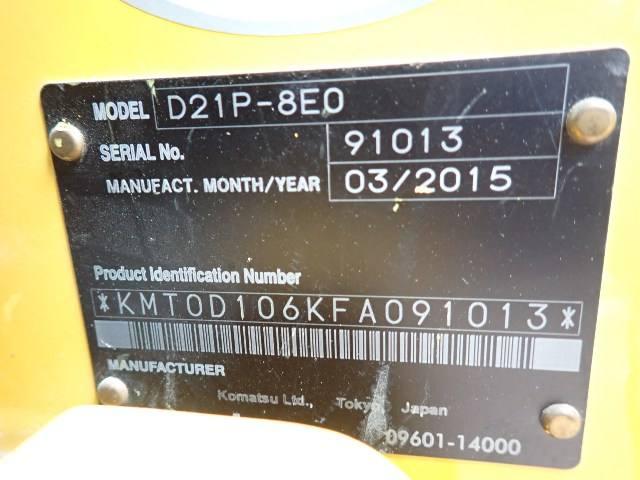 MODEL D21P-8E0
SERIAL No. 91013
MANUFACT. MONTH/YEAR 03/2015
Product Identification Number
*KMT0D106KFA091013*
MANUFACTURER
Komatsu Ltd., Tokyo, Japan
09601-14000